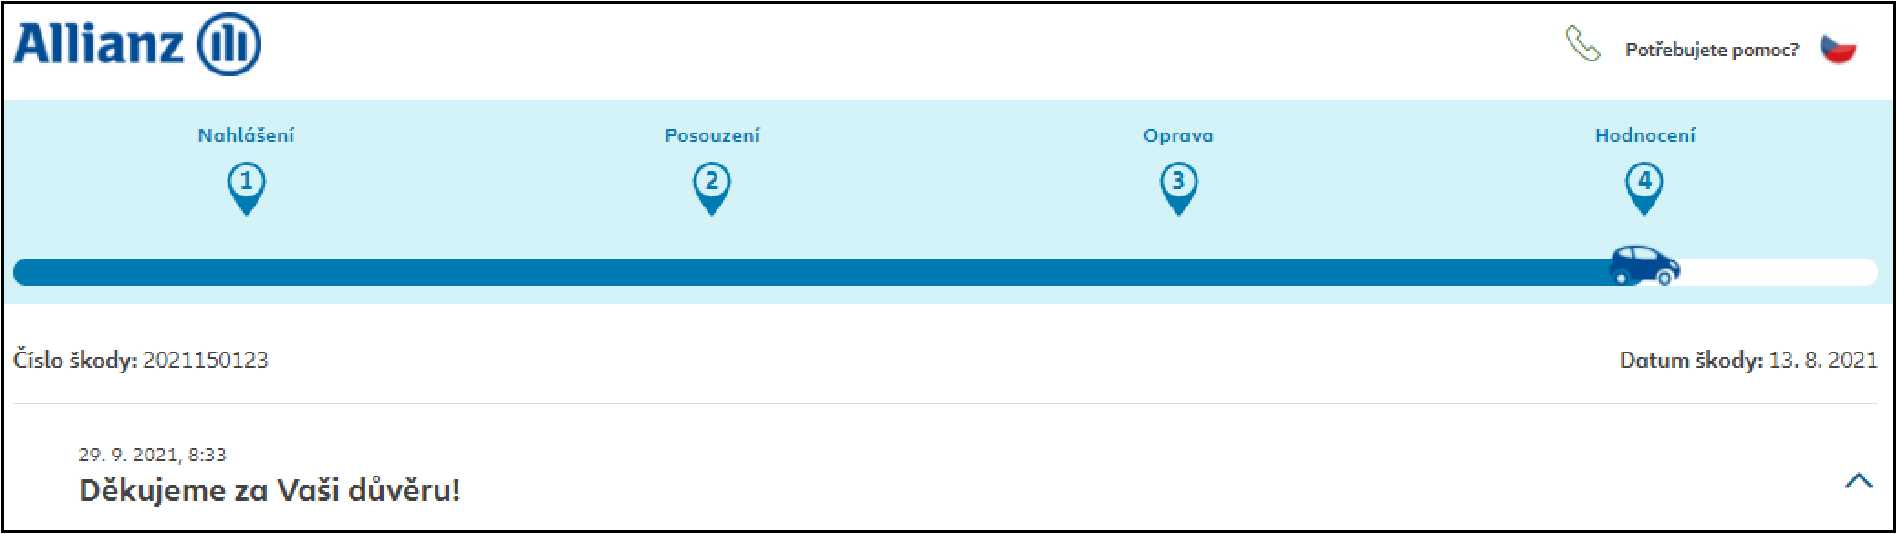 Allianz
Potřebujete pomoc?
Nahlášení Posouzení Oprava Hodnocení
1 2 3 4
Číslo škody: 2021150123 Datum škody: 13. 8. 2021
29. 9. 2021, 8:33
Děkujeme za Vaši důvěru!